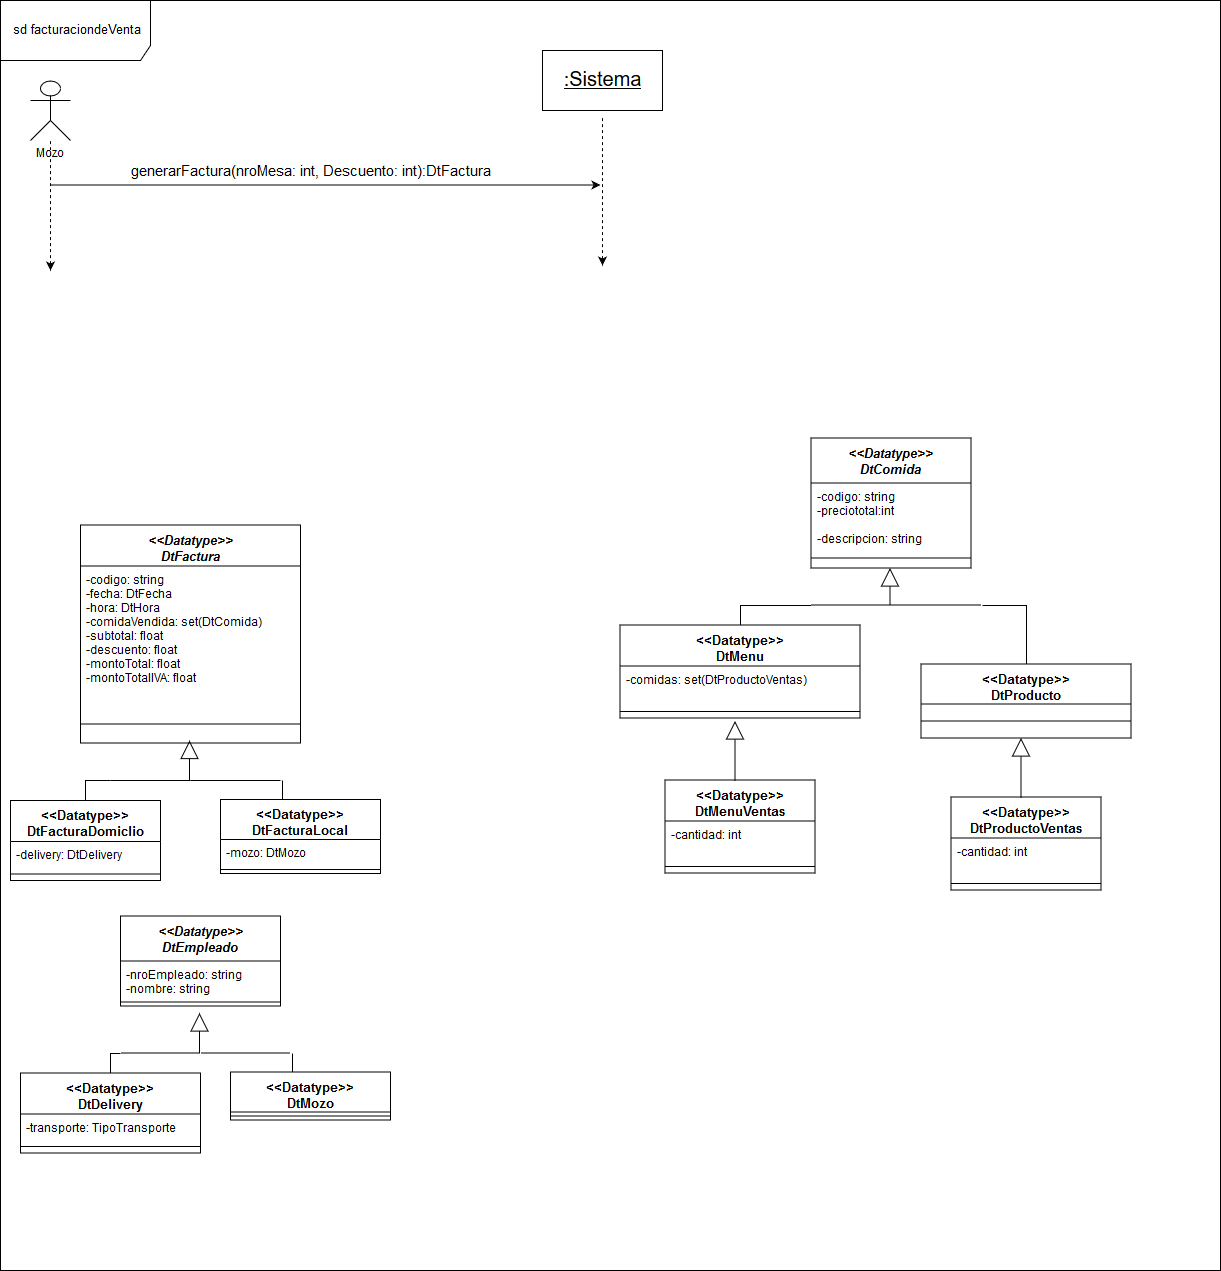 sd facturaciondeVenta
:Sistema
Mozo
generarFactura(nroMesa: int, Descuento: int):DtFactura
<<Datatype>>
DtComida
-codigo: string
-preciototal:int
-descripcion: string
<<Datatype>>
DtFactura
-codigo: string
-fecha: DtFecha
-hora: DtHora
-comidaVendida: set(DtComida)
-subtotal: float
-descuento: float
-montoTotal: float
-montoTotalIVA: float
<<Datatype>>
DtMenu
-comidas: set(DtProductoVentas)
<<Datatype>>
DtProducto
<<Datatype>>
DtMenuVentas
-cantidad: int
<<Datatype>>
DtProductoVentas
-cantidad: int
<<Datatype>>
DtFacturaDomiclio
-delivery: DtDelivery
<<Datatype>>
DtFacturaLocal
-mozo: DtMozo
<<Datatype>>
DtEmpleado
-nroEmpleado: string
-nombre: string
<<Datatype>>
DtDelivery
-transporte: TipoTransporte
<<Datatype>>
DtMozo